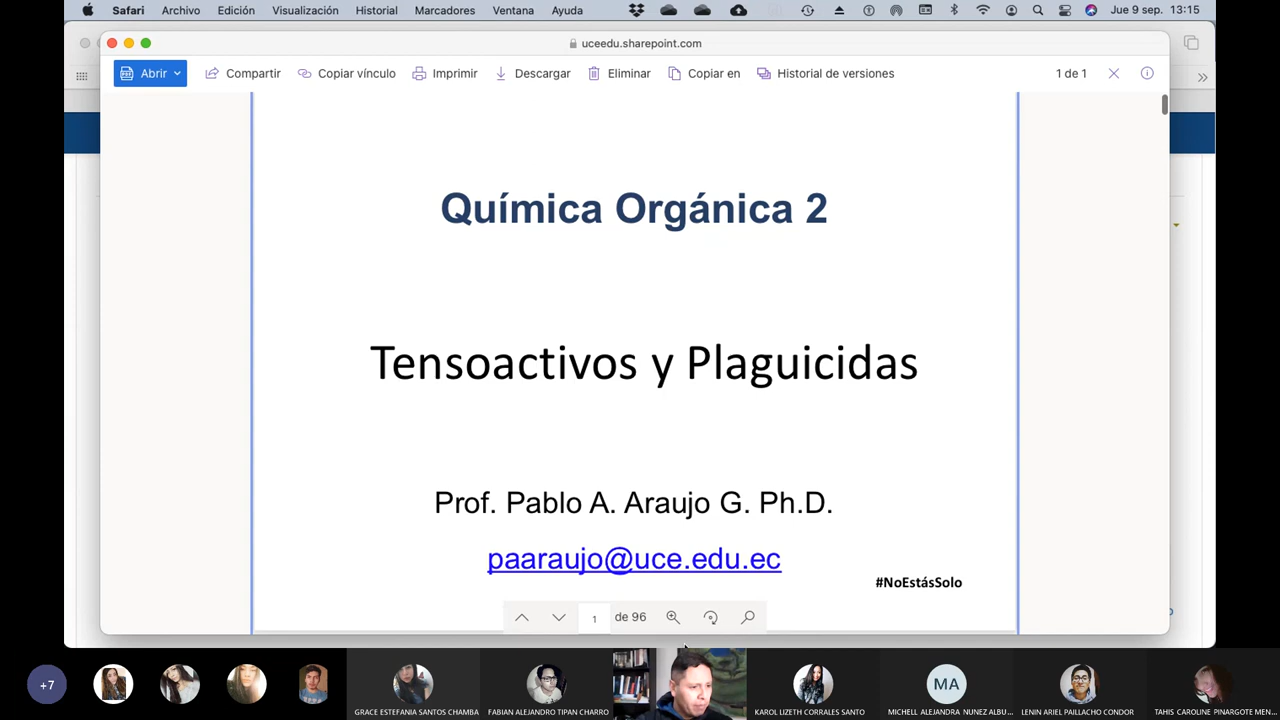 Safari Archivo Edición Visualización Historial Marcadores Ventana Ayuda Jue 9 sep. 13:15
uceedu.sharepoint.com
Abrir Compartir Copiar vínculo Imprimir Descargar Eliminar Copiar en Historial de versiones 1 de 1
Química Orgánica 2
Tensoactivos y Plaguicidas
Prof. Pablo A. Araujo G. Ph.D.
paaraujo@uce.edu.ec
#NoEstásSolo
1 de 96
+7
MA
GRACE ESTEFANIA SANTOS CHAMBA FABIAN ALEJANDRO TIPAN CHARRO KAROL LIZETH CORRALES SANTO MICHELL ALEJANDRA NUNEZ ALBU... LENIN ARIEL PAILLACHO CONDOR TAHIS CAROLINE PINARGOTE MEN...